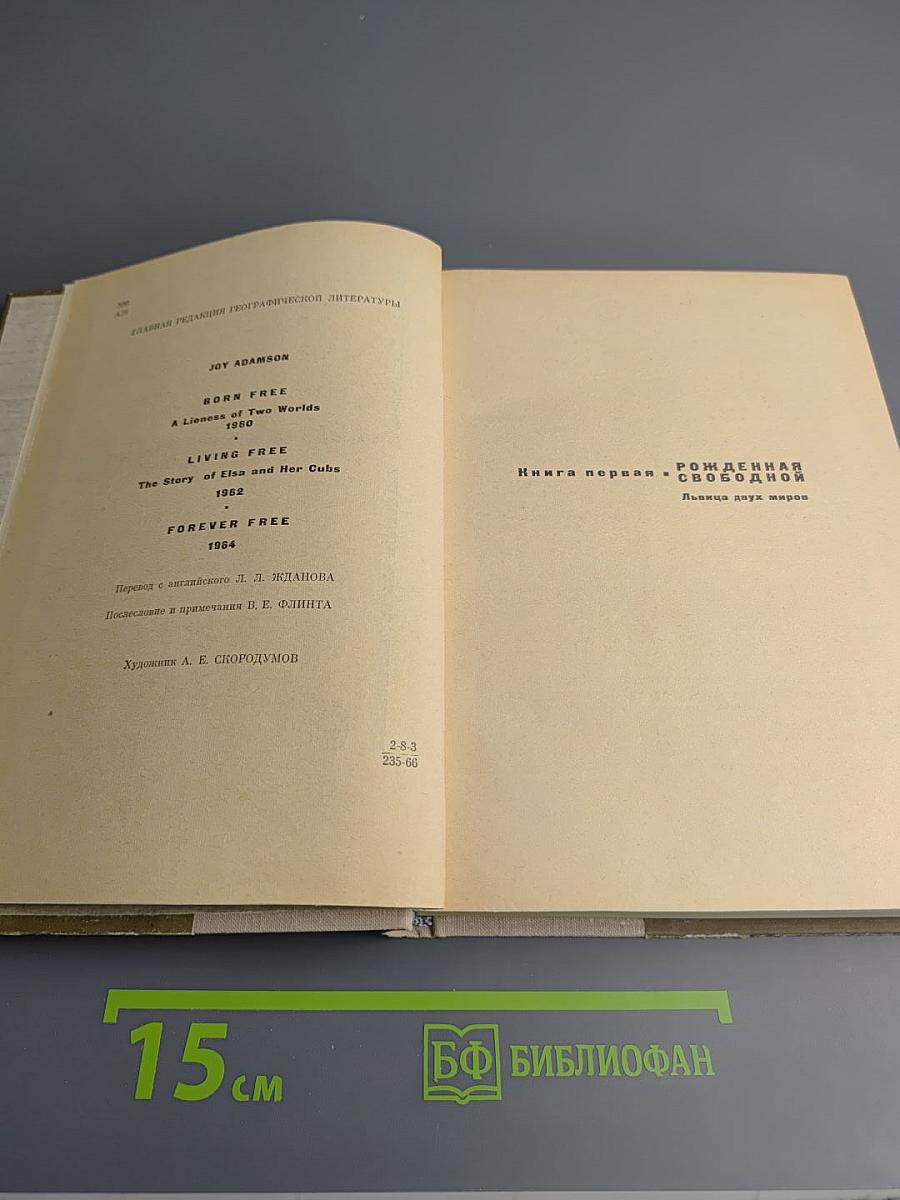 590
А28
ГЛАВНАЯ РЕДАКЦИЯ ГЕОГРАФИЧЕСКОЙ ЛИТЕРАТУРЫ
JOY ADAMSON
BORN FREE
A Lioness of Two Worlds
1960
LIVING FREE
The Story of Elsa and Her Cubs
1962
FOREVER FREE
1964
Перевод с английского Л. Л. ЖДАНОВА
Послесловие и примечания В. Е. ФЛИНТА
Художник А. Е. СКОРОДУМОВ
2-8-3
235-66
Книга первая ▪ РОЖДЕННАЯ
СВОБОДНОЙ
Львица двух миров
15 см
БФ БИБЛИОФАН